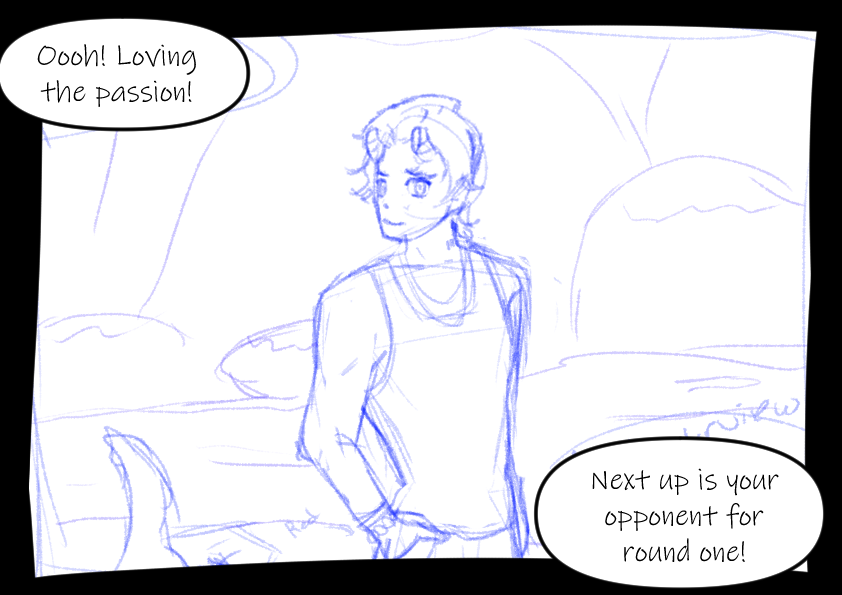 Oooh! Loving
the passion!
Next up is your
opponent for
round one!